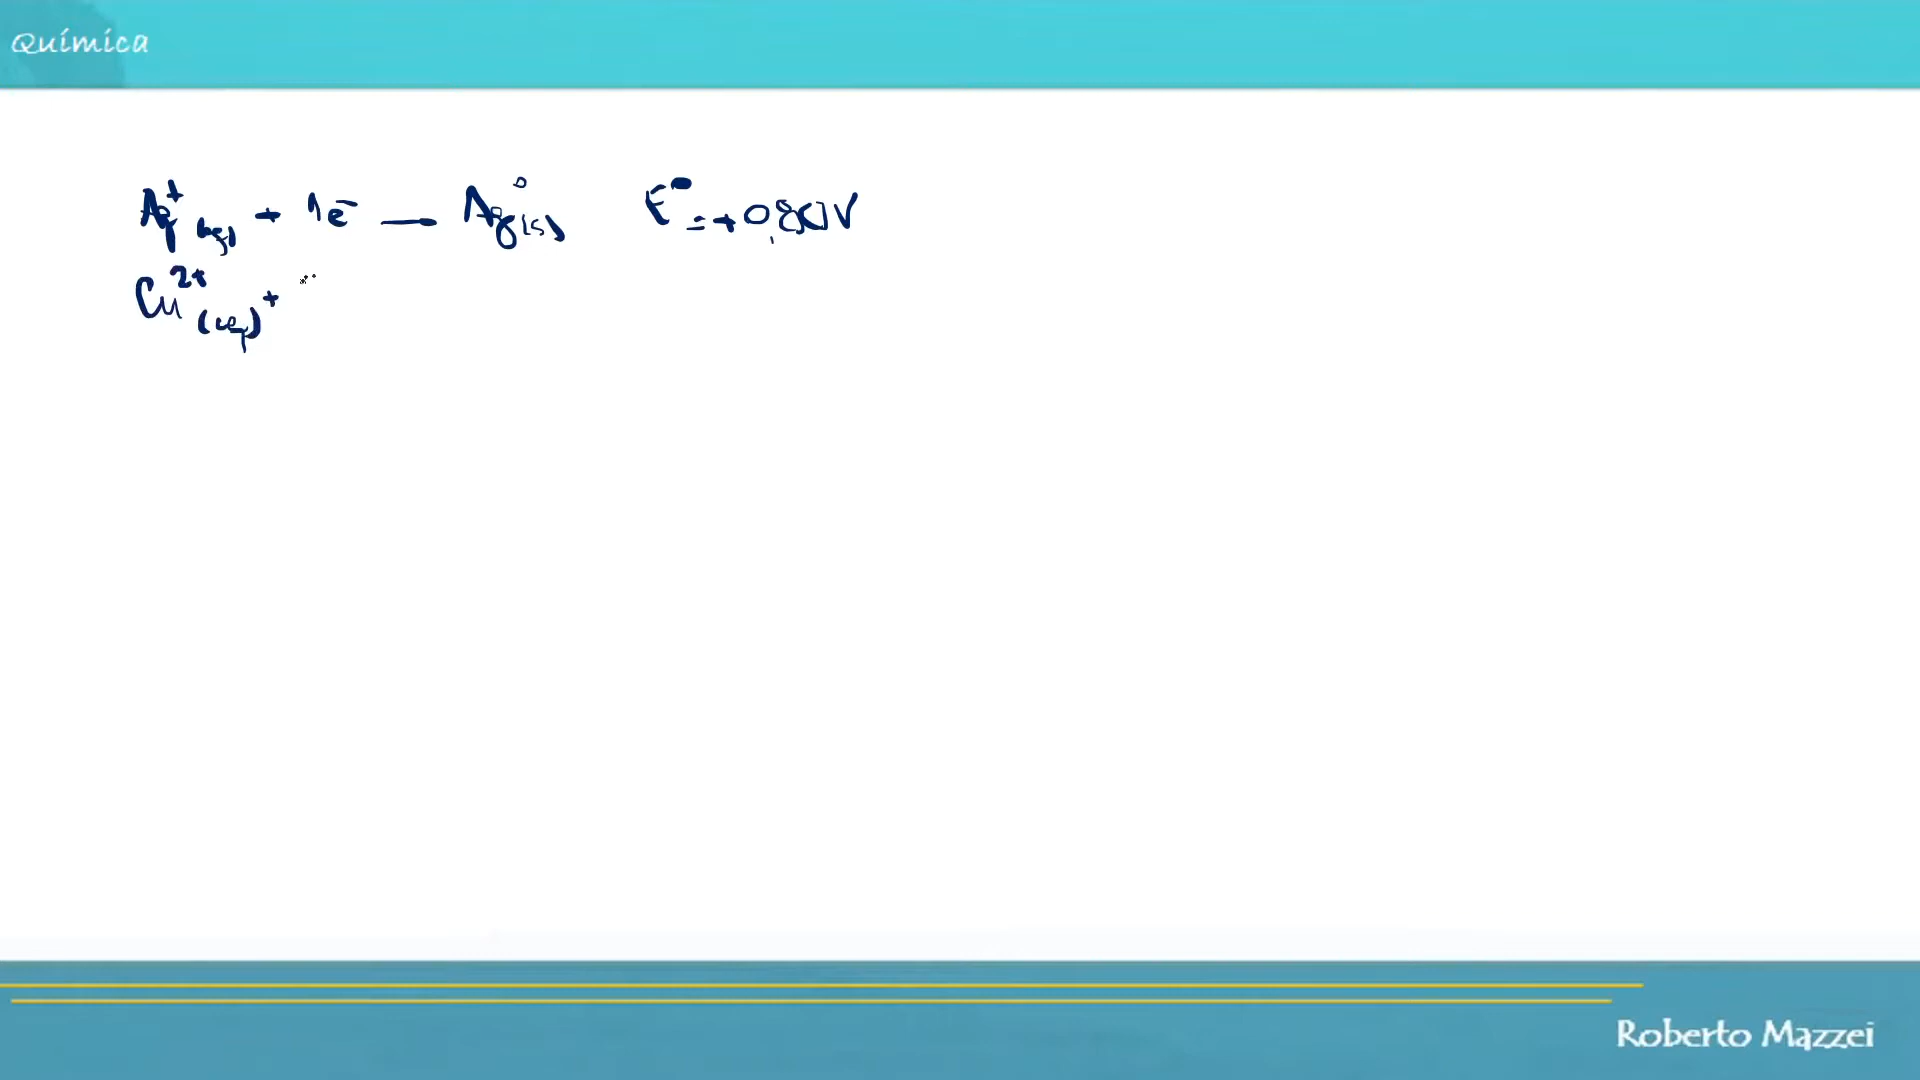 Química
Ag⁺(aq) + 1e⁻ — Ag°(s) E° = +0,80V
Cu²⁺(aq) +
Roberto Mazzei